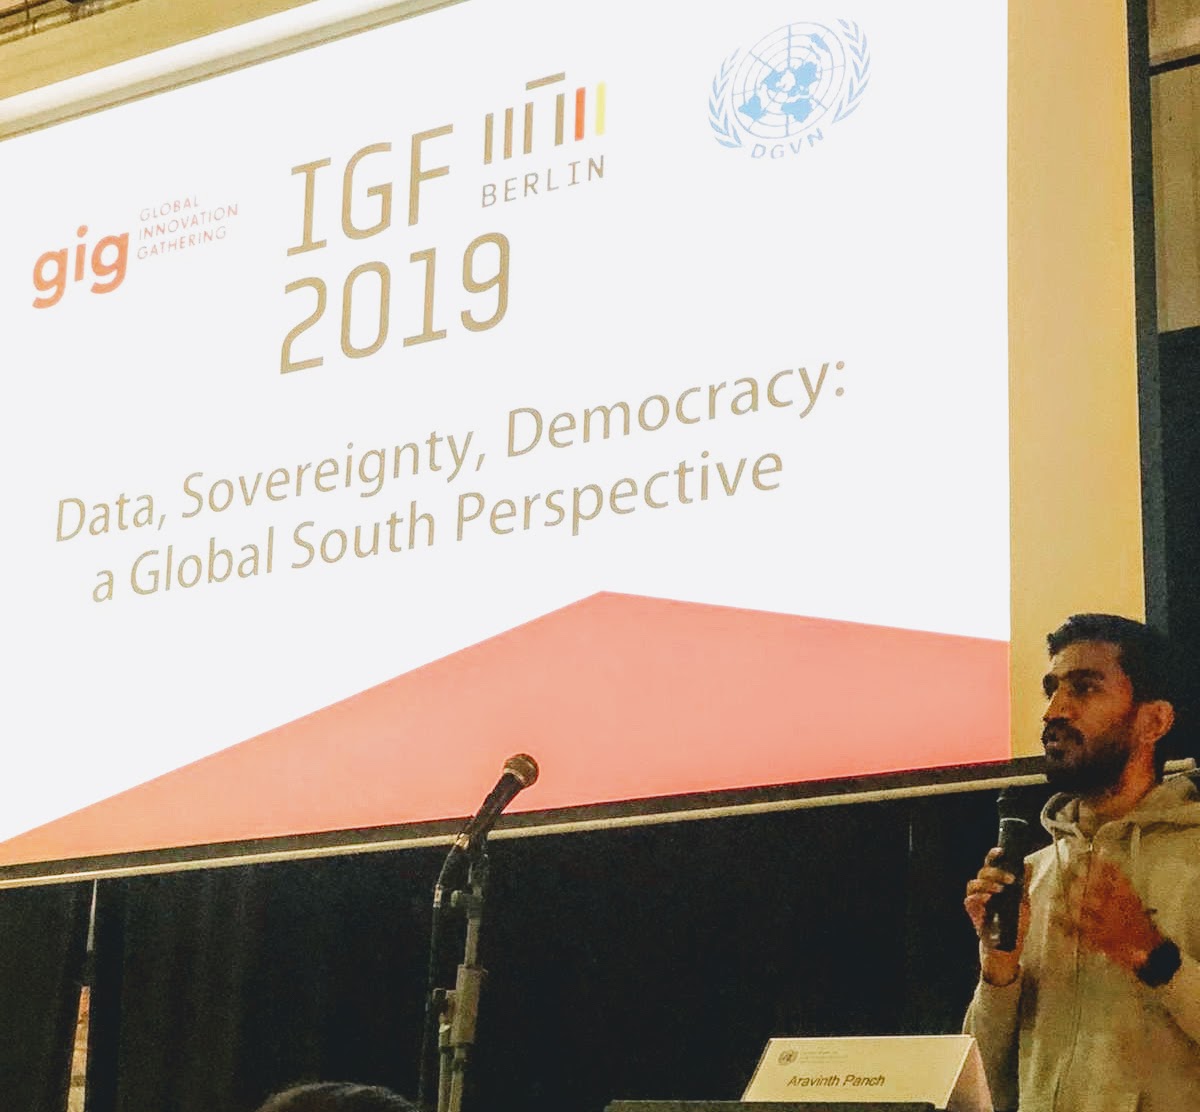 gig
GLOBAL
INNOVATION
GATHERING
IGF
BERLIN
2019
DGVN
Data, Sovereignty, Democracy:
a Global South Perspective
Aravinth Panch